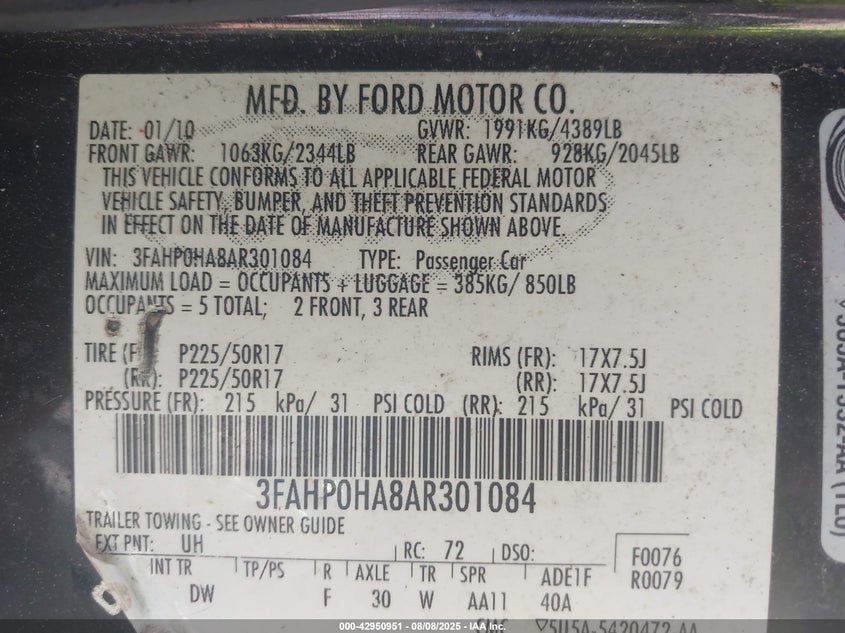 MFD. BY FORD MOTOR CO.
DATE: 01/10 GVWR: 1991KG/4389LB
FRONT GAWR: 1063KG/2344LB REAR GAWR: 928KG/2045LB
THIS VEHICLE CONFORMS TO ALL APPLICABLE FEDERAL MOTOR
VEHICLE SAFETY, BUMPER, AND THEFT PREVENTION STANDARDS
IN EFFECT ON THE DATE OF MANUFACTURE SHOWN ABOVE.
VIN: 3FAHP0HA8AR301084 TYPE: Passenger Car
MAXIMUM LOAD = OCCUPANTS + LUGGAGE = 385KG/ 850LB
OCCUPANTS = 5 TOTAL; 2 FRONT, 3 REAR
TIRE P225/50R17 RIMS (FR): 17X7.5J
(RR): P225/50R17 (RR): 17X7.5J
PRESSURE (FR): 215 kPa/ 31 PSI COLD (RR): 215 kPa/ 31 PSI COLD
3FAHP0HA8AR301084
TRAILER TOWING - SEE OWNER GUIDE
EXT PNT: UH RC: 72 DSO: F0076
INT TR TP/PS R AXLE TR SPR ADE1F R0079
DW F 30 W AA11 40A
000-42950951 - 08/08/2025 - IAA Inc.